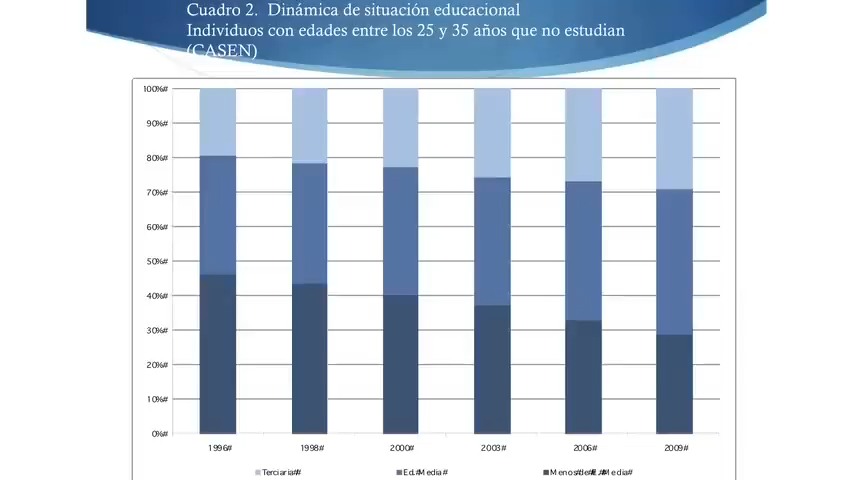 Cuadro 2. Dinámica de situación educacional
Individuos con edades entre los 25 y 35 años que no estudian
(CASEN)
100%#
90%#
80%#
70%#
60%#
50%#
40%#
30%#
20%#
10%#
0%#
1996# 1998# 2000# 2003# 2006# 2009#
Terciaria## Ed.#Media# Menos#de#E.#Media#